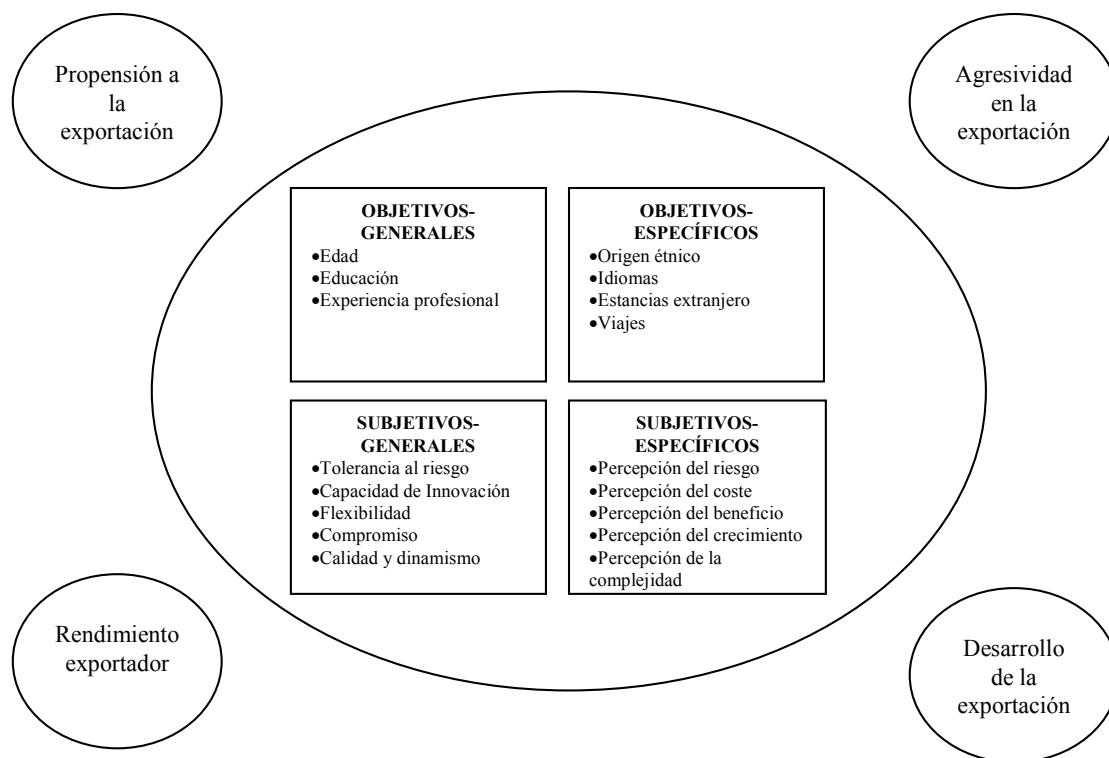 Propensión a
la
exportación
Agresividad
en la
exportación
OBJETIVOS-
GENERALES
•Edad
•Educación
•Experiencia profesional
OBJETIVOS-
ESPECÍFICOS
•Origen étnico
•Idiomas
•Estancias extranjero
•Viajes
SUBJETIVOS-
GENERALES
•Tolerancia al riesgo
•Capacidad de Innovación
•Flexibilidad
•Compromiso
•Calidad y dinamismo
SUBJETIVOS-
ESPECÍFICOS
•Percepción del riesgo
•Percepción del coste
•Percepción del beneficio
•Percepción del crecimiento
•Percepción de la
complejidad
Rendimiento
exportador
Desarrollo
de la
exportación